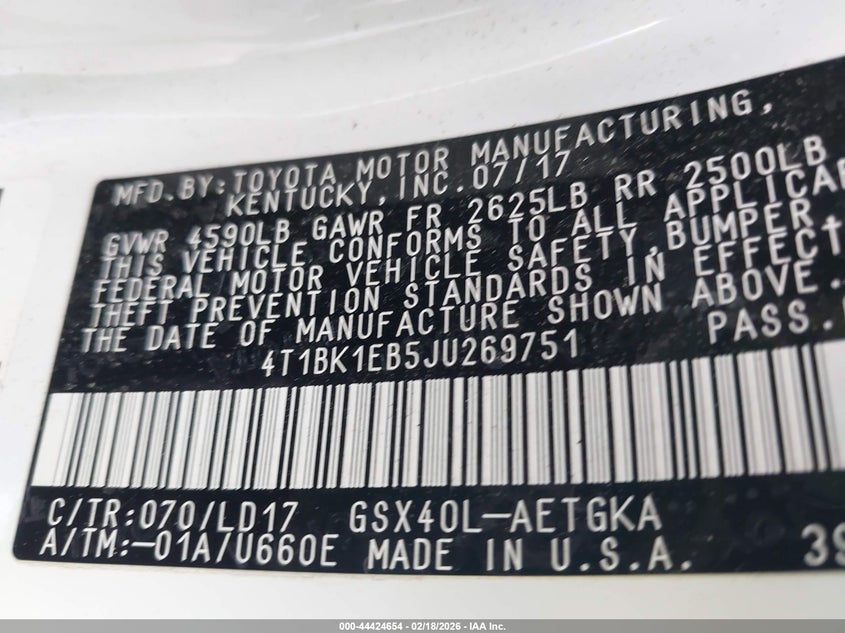 MFD.BY:TOYOTA MOTOR MANUFACTURING,
KENTUCKY, INC. 07/17
GVWR 4590LB GAWR FR 2625LB RR 2500LB
THIS VEHICLE CONFORMS TO ALL APPLICA
FEDERAL MOTOR VEHICLE SAFETY, BUMPER,
THEFT PREVENTION STANDARDS IN EFFECT
THE DATE OF MANUFACTURE SHOWN ABOVE.
4T1BK1EB5JU269751 PASS.
C/TR:070/LD17 GSX40L-AETGKA
A/TM:-01A/U660E MADE IN U.S.A. 39
000-44424654 | 02/18/2026 – IAA Inc.